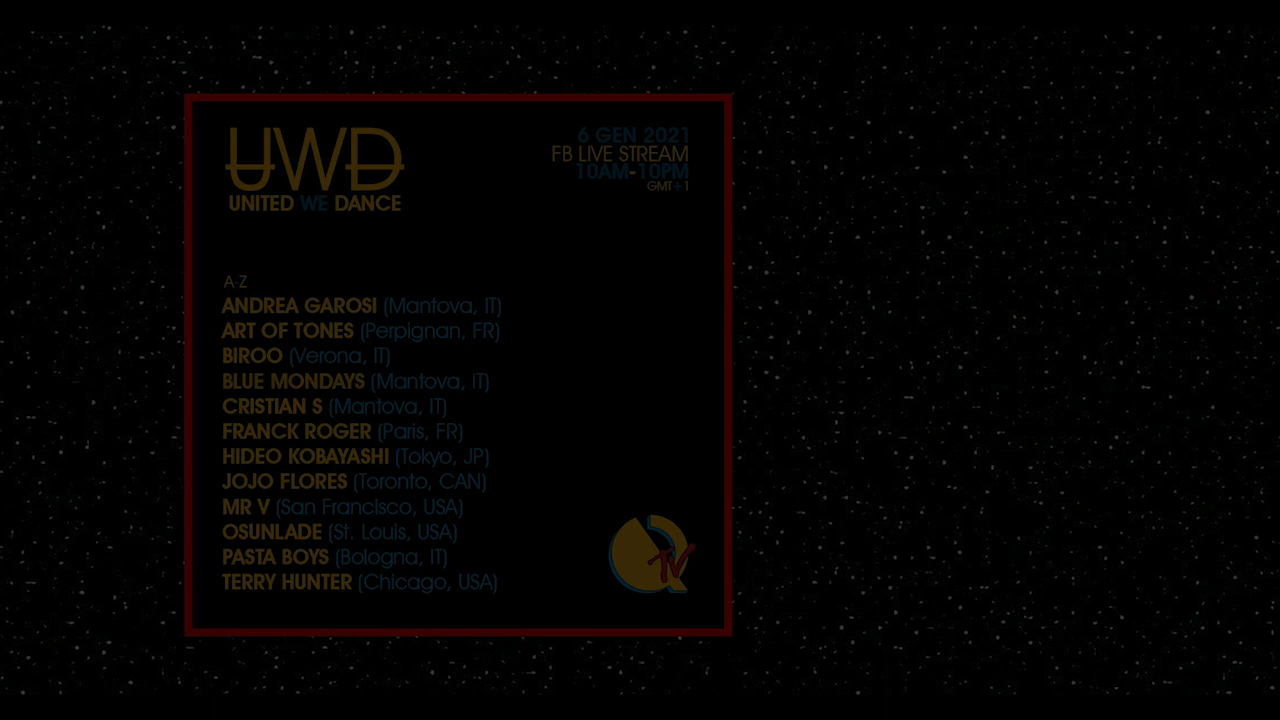 UWD
UNITED WE DANCE
6 GEN 2021
FB LIVE STREAM
10AM-10PM
GMT+1
A-Z
ANDREA GAROSI (Mantova, IT)
ART OF TONES (Perpignan, FR)
BIROO (Verona, IT)
BLUE MONDAYS (Mantova, IT)
CRISTIAN S (Mantova, IT)
FRANCK ROGER (Paris, FR)
HIDEO KOBAYASHI (Tokyo, JP)
JOJO FLORES (Toronto, CAN)
MR V (San Francisco, USA)
OSUNLADE (St. Louis, USA)
PASTA BOYS (Bologna, IT)
TERRY HUNTER (Chicago, USA)
Q TV